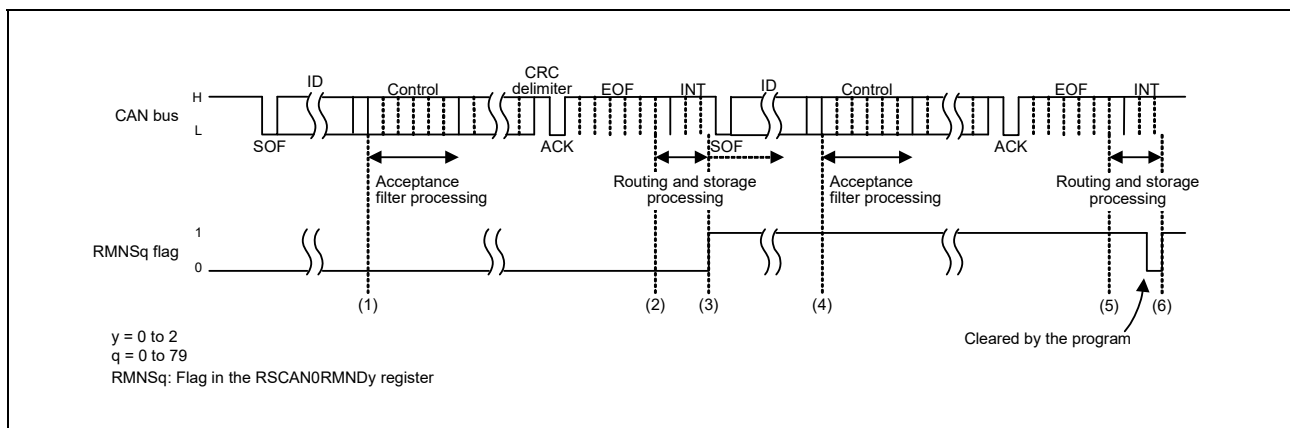 CAN bus
H
L
SOF
ID
Control
CRC
delimiter
ACK
EOF
INT
SOF
ID
Control
ACK
EOF
INT
Acceptance
filter processing
Routing and storage
processing
Acceptance
filter processing
Routing and storage
processing
RMNSq flag
1
0
(1)
(2)
(3)
(4)
(5)
(6)
Cleared by the program
y = 0 to 2
q = 0 to 79
RMNSq: Flag in the RSCAN0RMNDy register